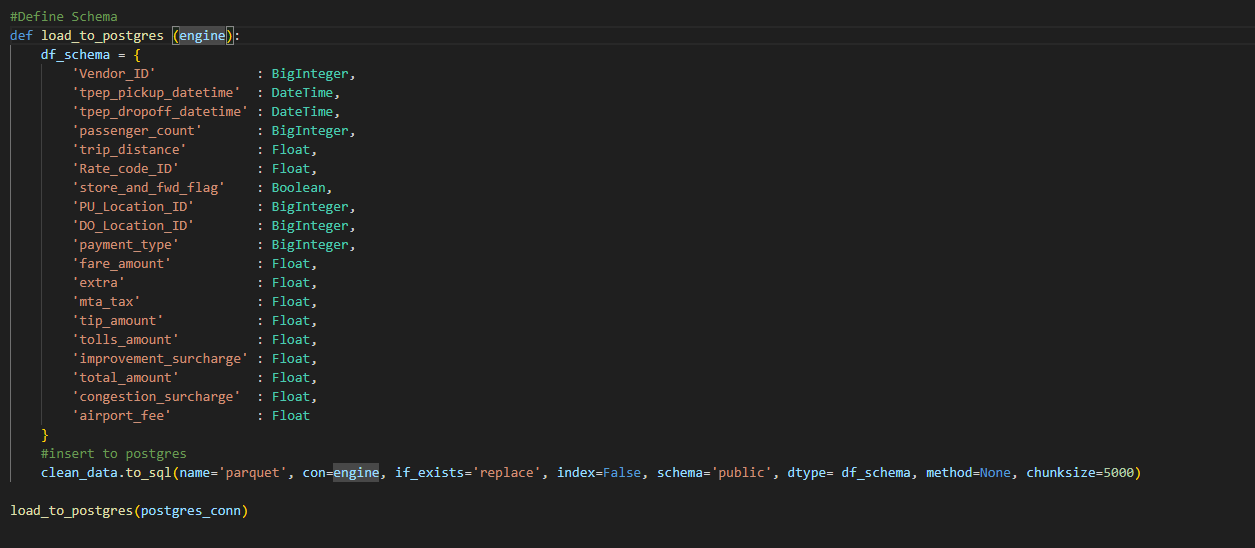 #Define Schema
def load_to_postgres (engine):
    df_schema = {
        'Vendor_ID'             : BigInteger,
        'tpep_pickup_datetime'  : DateTime,
        'tpep_dropoff_datetime' : DateTime,
        'passenger_count'       : BigInteger,
        'trip_distance'         : Float,
        'Rate_code_ID'          : Float,
        'store_and_fwd_flag'    : Boolean,
        'PU_Location_ID'        : BigInteger,
        'DO_Location_ID'        : BigInteger,
        'payment_type'          : BigInteger,
        'fare_amount'           : Float,
        'extra'                 : Float,
        'mta_tax'               : Float,
        'tip_amount'            : Float,
        'tolls_amount'          : Float,
        'improvement_surcharge' : Float,
        'total_amount'          : Float,
        'congestion_surcharge'  : Float,
        'airport_fee'           : Float
    }
    #insert to postgres
    clean_data.to_sql(name='parquet', con=engine, if_exists='replace', index=False, schema='public', dtype= df_schema, method=None, chunksize=5000)
load_to_postgres(postgres_conn)